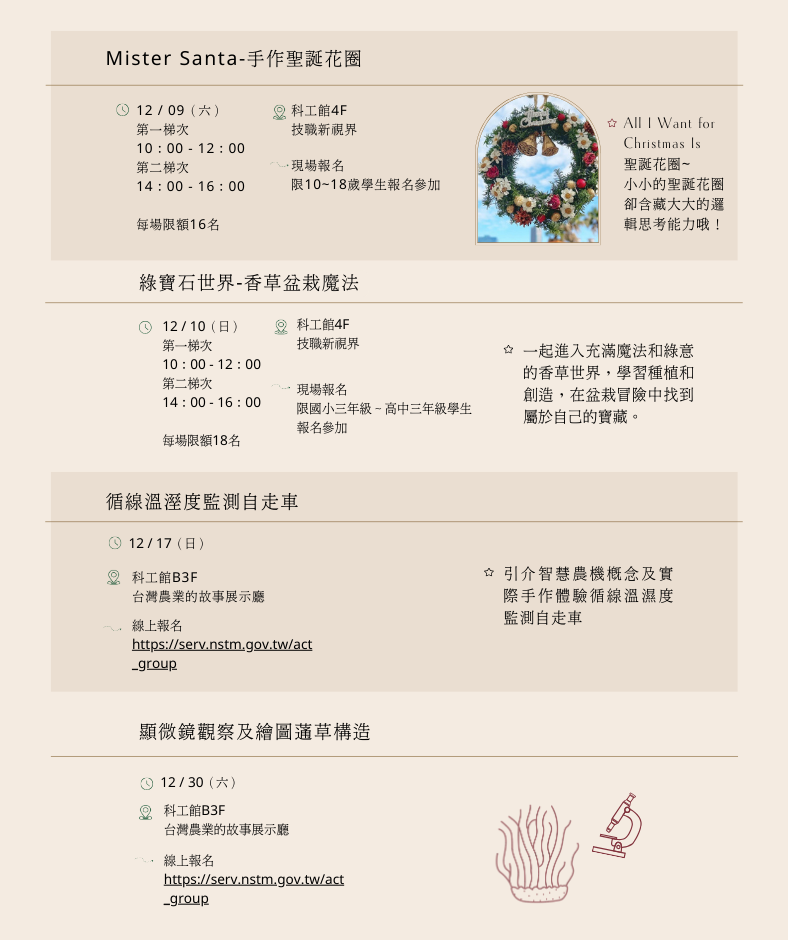 Mister Santa-手作聖誕花圈
12 / 09 (六)
第一梯次
10 : 00 - 12 : 00
第二梯次
14 : 00 - 16 : 00
每場限額16名
科工館4F
技職新視界
現場報名
限10~18歲學生報名參加
All I Want for
Christmas Is
聖誕花圈~
小小的聖誕花圈
卻含藏大大的邏
輯思考能力哦！
綠寶石世界-香草盆栽魔法
12 / 10 (日)
第一梯次
10 : 00 - 12 : 00
第二梯次
14 : 00 - 16 : 00
每場限額18名
科工館4F
技職新視界
現場報名
限國小三年級 ~ 高中三年級學生
報名參加
一起進入充滿魔法和綠意
的香草世界，學習種植和
創造，在盆栽冒險中找到
屬於自己的寶藏。
循線溫溼度監測自走車
12 / 17 (日)
科工館B3F
台灣農業的故事展示廳
線上報名
https://serv.nstm.gov.tw/act
_group
引介智慧農機概念及實
際手作體驗循線溫濕度
監測自走車
顯微鏡觀察及繪圖薀草構造
12 / 30 (六)
科工館B3F
台灣農業的故事展示廳
線上報名
https://serv.nstm.gov.tw/act
_group